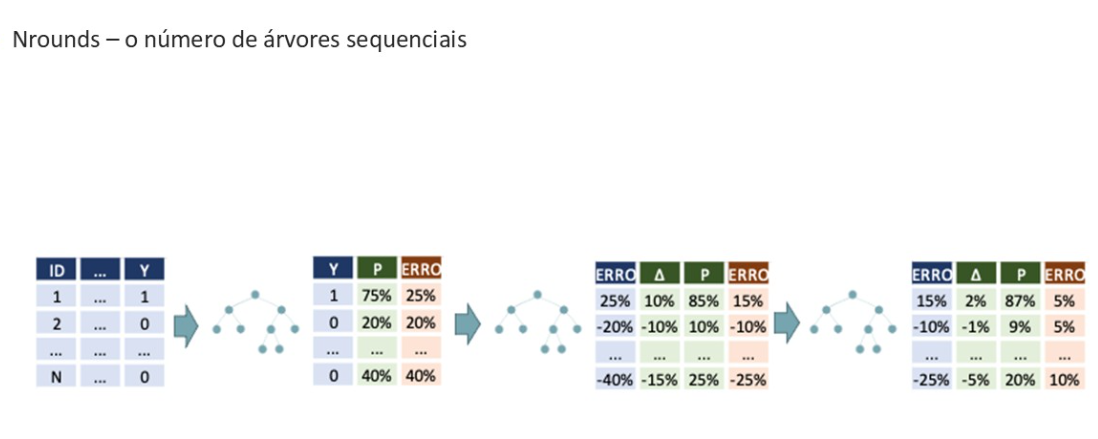 Nrounds – o número de árvores sequenciais
ID ... Y
1 ... 1
2 ... 0
... ... ...
N ... 0
Y P ERRO
1 75% 25%
0 20% 20%
... ... ...
0 40% 40%
ERRO Δ P ERRO
25% 10% 85% 15%
-20% -10% 10% -10%
... ... ... ...
-40% -15% 25% -25%
ERRO Δ P ERRO
15% 2% 87% 5%
-10% -1% 9% 5%
... ... ... ...
-25% -5% 20% 10%